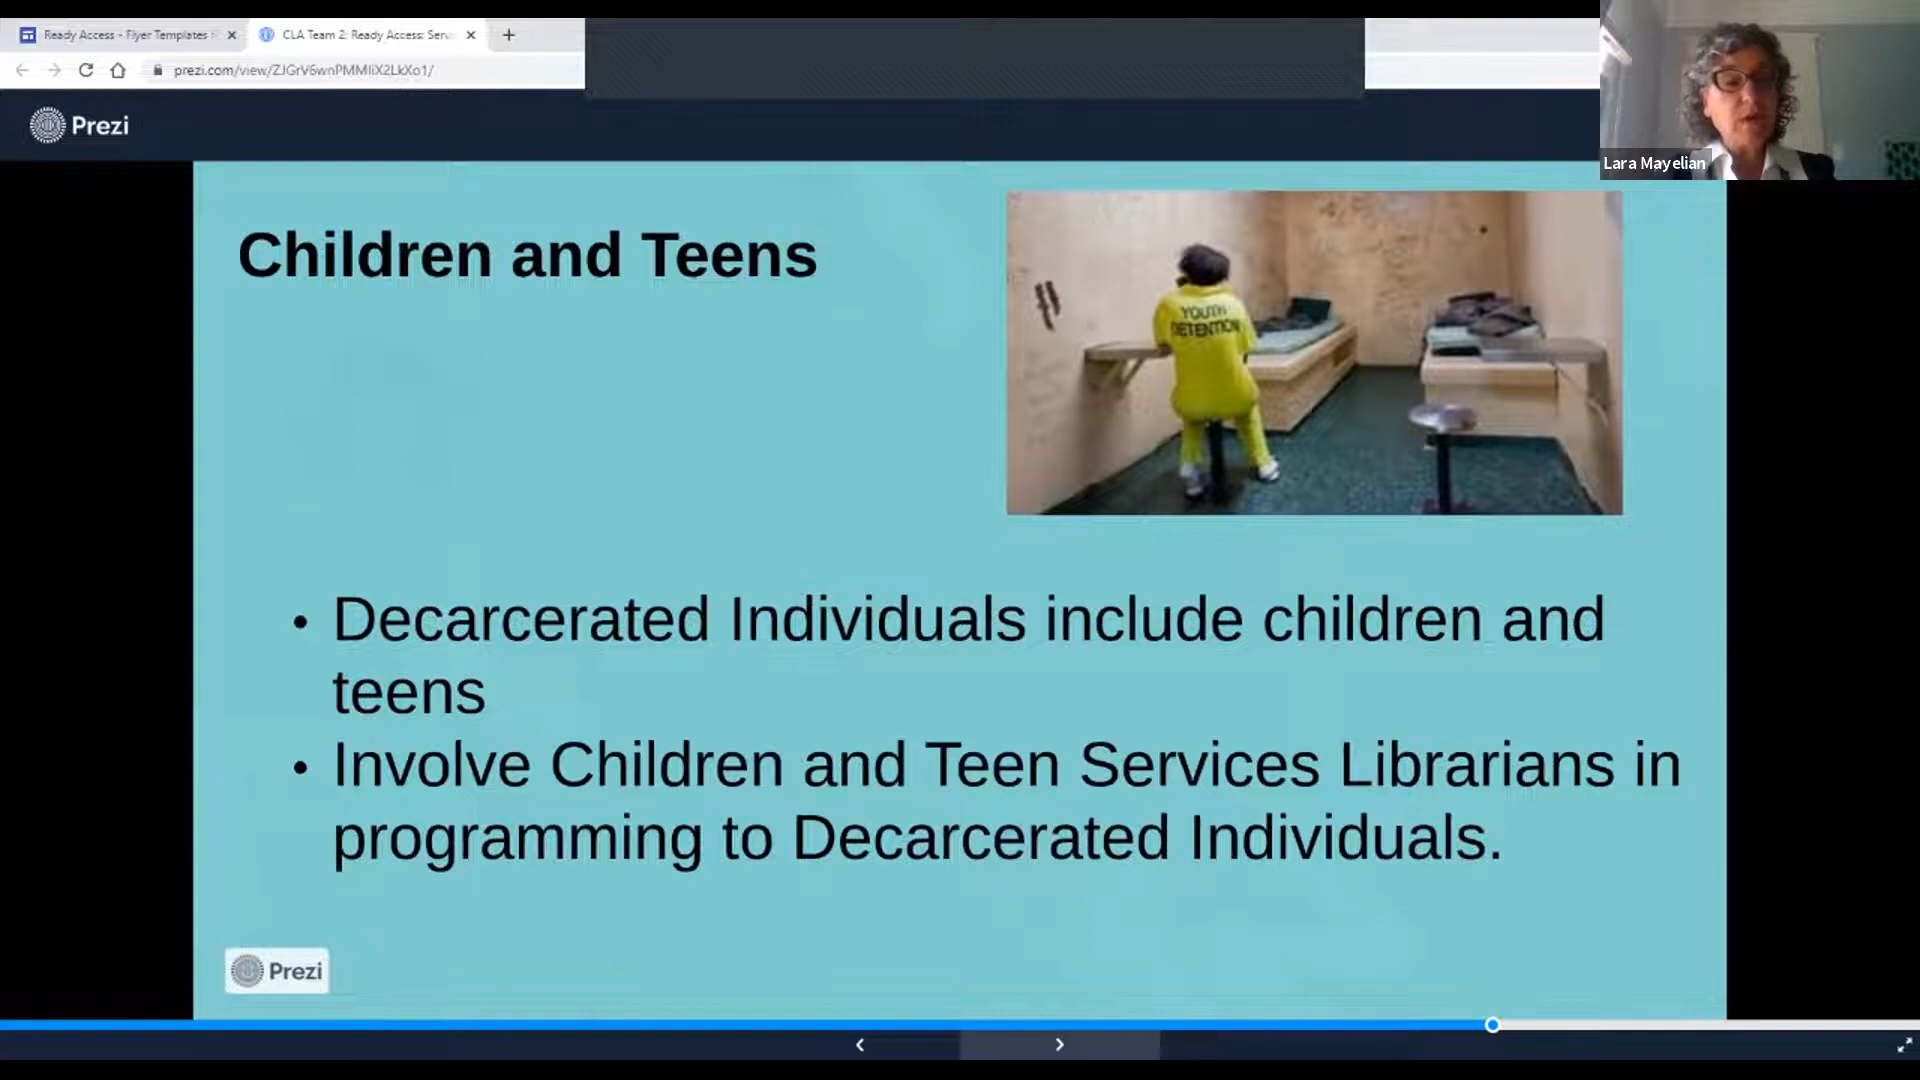 Ready Access - Flyer Templates
CLA Team 2: Ready Access: Serv
prezi.com/view/ZJGrV6wnPMMliX2LkXo1/
Prezi
Lara Mayelian
Children and Teens
YOUTH
DETENTION
• Decarcerated Individuals include children and
teens
• Involve Children and Teen Services Librarians in
programming to Decarcerated Individuals.
Prezi